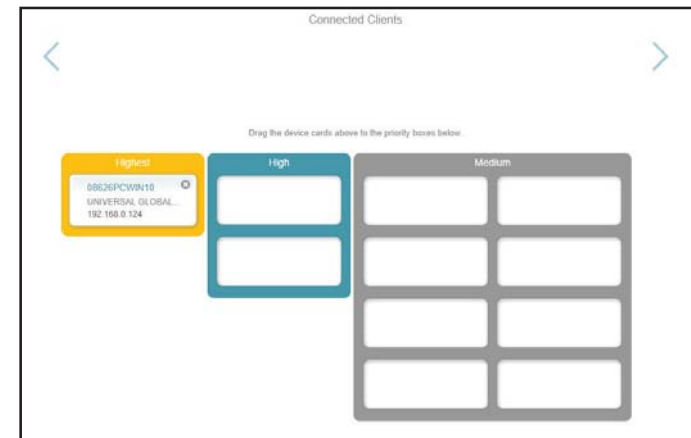 Connected Clients
Drag the device cards above to the priority boxes below.
Highest
High
Medium
08626PCWIN10
UNIVERSAL GLOBAL...
192.168.0.124